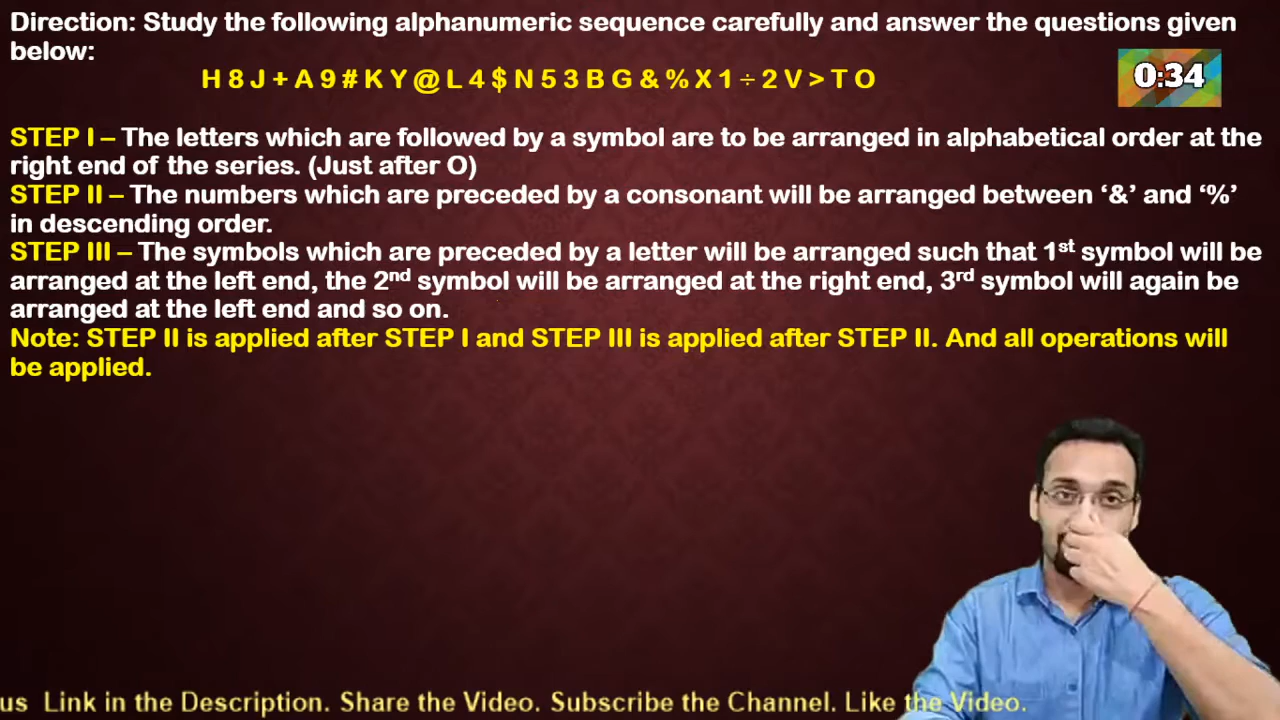 Direction: Study the following alphanumeric sequence carefully and answer the questions given
below:
H 8 J + A 9 # K Y @ L 4 $ N 5 3 B G & % X 1 ÷ 2 V > T O
0:34
STEP I – The letters which are followed by a symbol are to be arranged in alphabetical order at the
right end of the series. (Just after O)
STEP II – The numbers which are preceded by a consonant will be arranged between ‘&’ and ‘%’
in descending order.
STEP III – The symbols which are preceded by a letter will be arranged such that 1st symbol will be
arranged at the left end, the 2nd symbol will be arranged at the right end, 3rd symbol will again be
arranged at the left end and so on.
Note: STEP II is applied after STEP I and STEP III is applied after STEP II. And all operations will
be applied.
us Link in the Description. Share the Video. Subscribe the Channel. Like the Video.